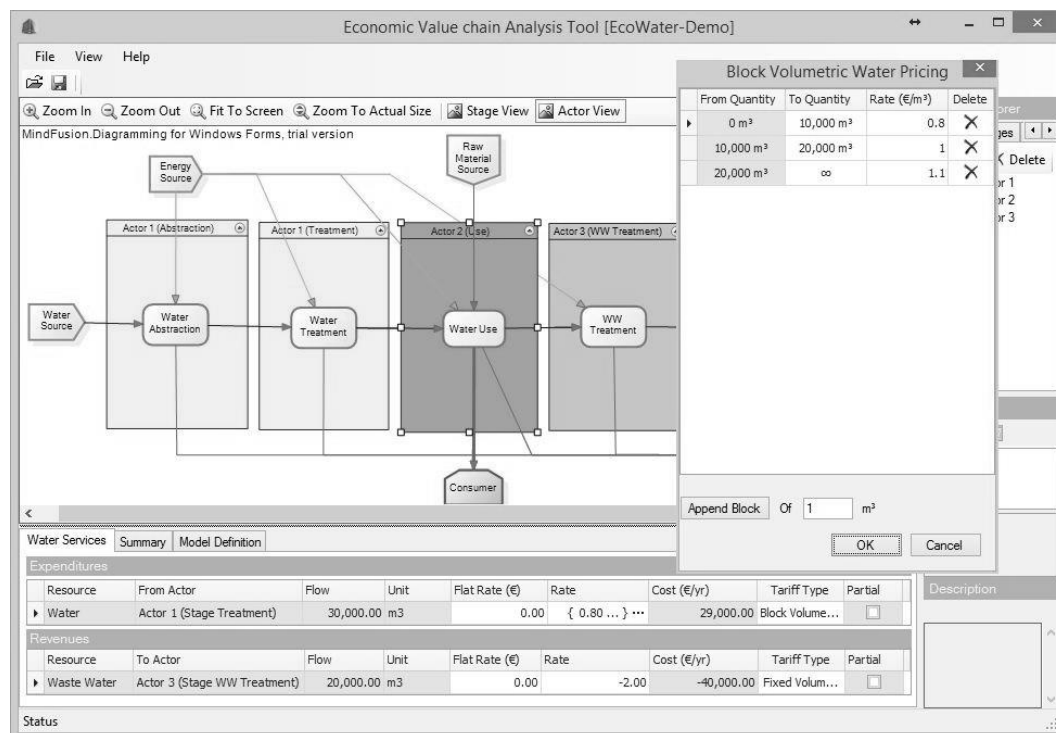 Economic Value chain Analysis Tool [EcoWater-Demo]
File View Help
Zoom In Zoom Out Fit To Screen Zoom To Actual Size Stage View Actor View
MindFusion.Diagramming for Windows Forms, trial version
Energy
Source
Raw
Material
Source
Actor 1 (Abstraction)
Actor 1 (Treatment)
Actor 2 (Use)
Actor 3 (WW Treatment)
Water
Source
Water
Abstraction
Water
Treatment
Water Use
WW
Treatment
Consumer
Block Volumetric Water Pricing
From Quantity To Quantity Rate (€/m³) Delete
0 m³ 10,000 m³ 0.8
10,000 m³ 20,000 m³ 1
20,000 m³ ∞ 1.1
Append Block Of 1 m³
OK Cancel
Delete
Water Services Summary Model Definition
Expenditures
Resource From Actor Flow Unit Flat Rate (€) Rate Cost (€/yr) Tariff Type Partial
Water Actor 1 (Stage Treatment) 30,000.00 m3 0.00 { 0.80 ... } ••• 29,000.00 Block Volume...
Revenues
Resource To Actor Flow Unit Flat Rate (€) Rate Cost (€/yr) Tariff Type Partial
Waste Water Actor 3 (Stage WW Treatment) 20,000.00 m3 0.00 -2.00 -40,000.00 Fixed Volum...
Description
Status